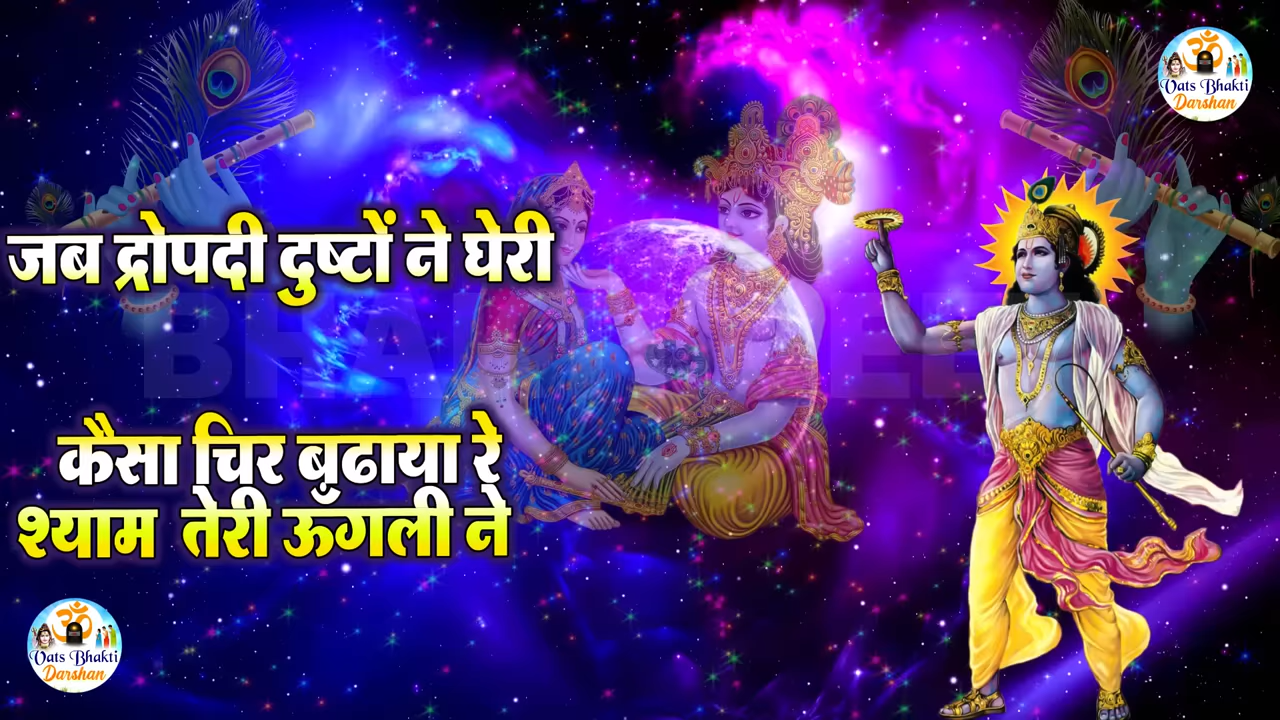 Vats Bhakti
Darshan
जब द्रोपदी दुष्टों ने घेरी
कैसा चिर बढाया रे
श्याम तेरी ऊँगली ने
Vats Bhakti
Darshan